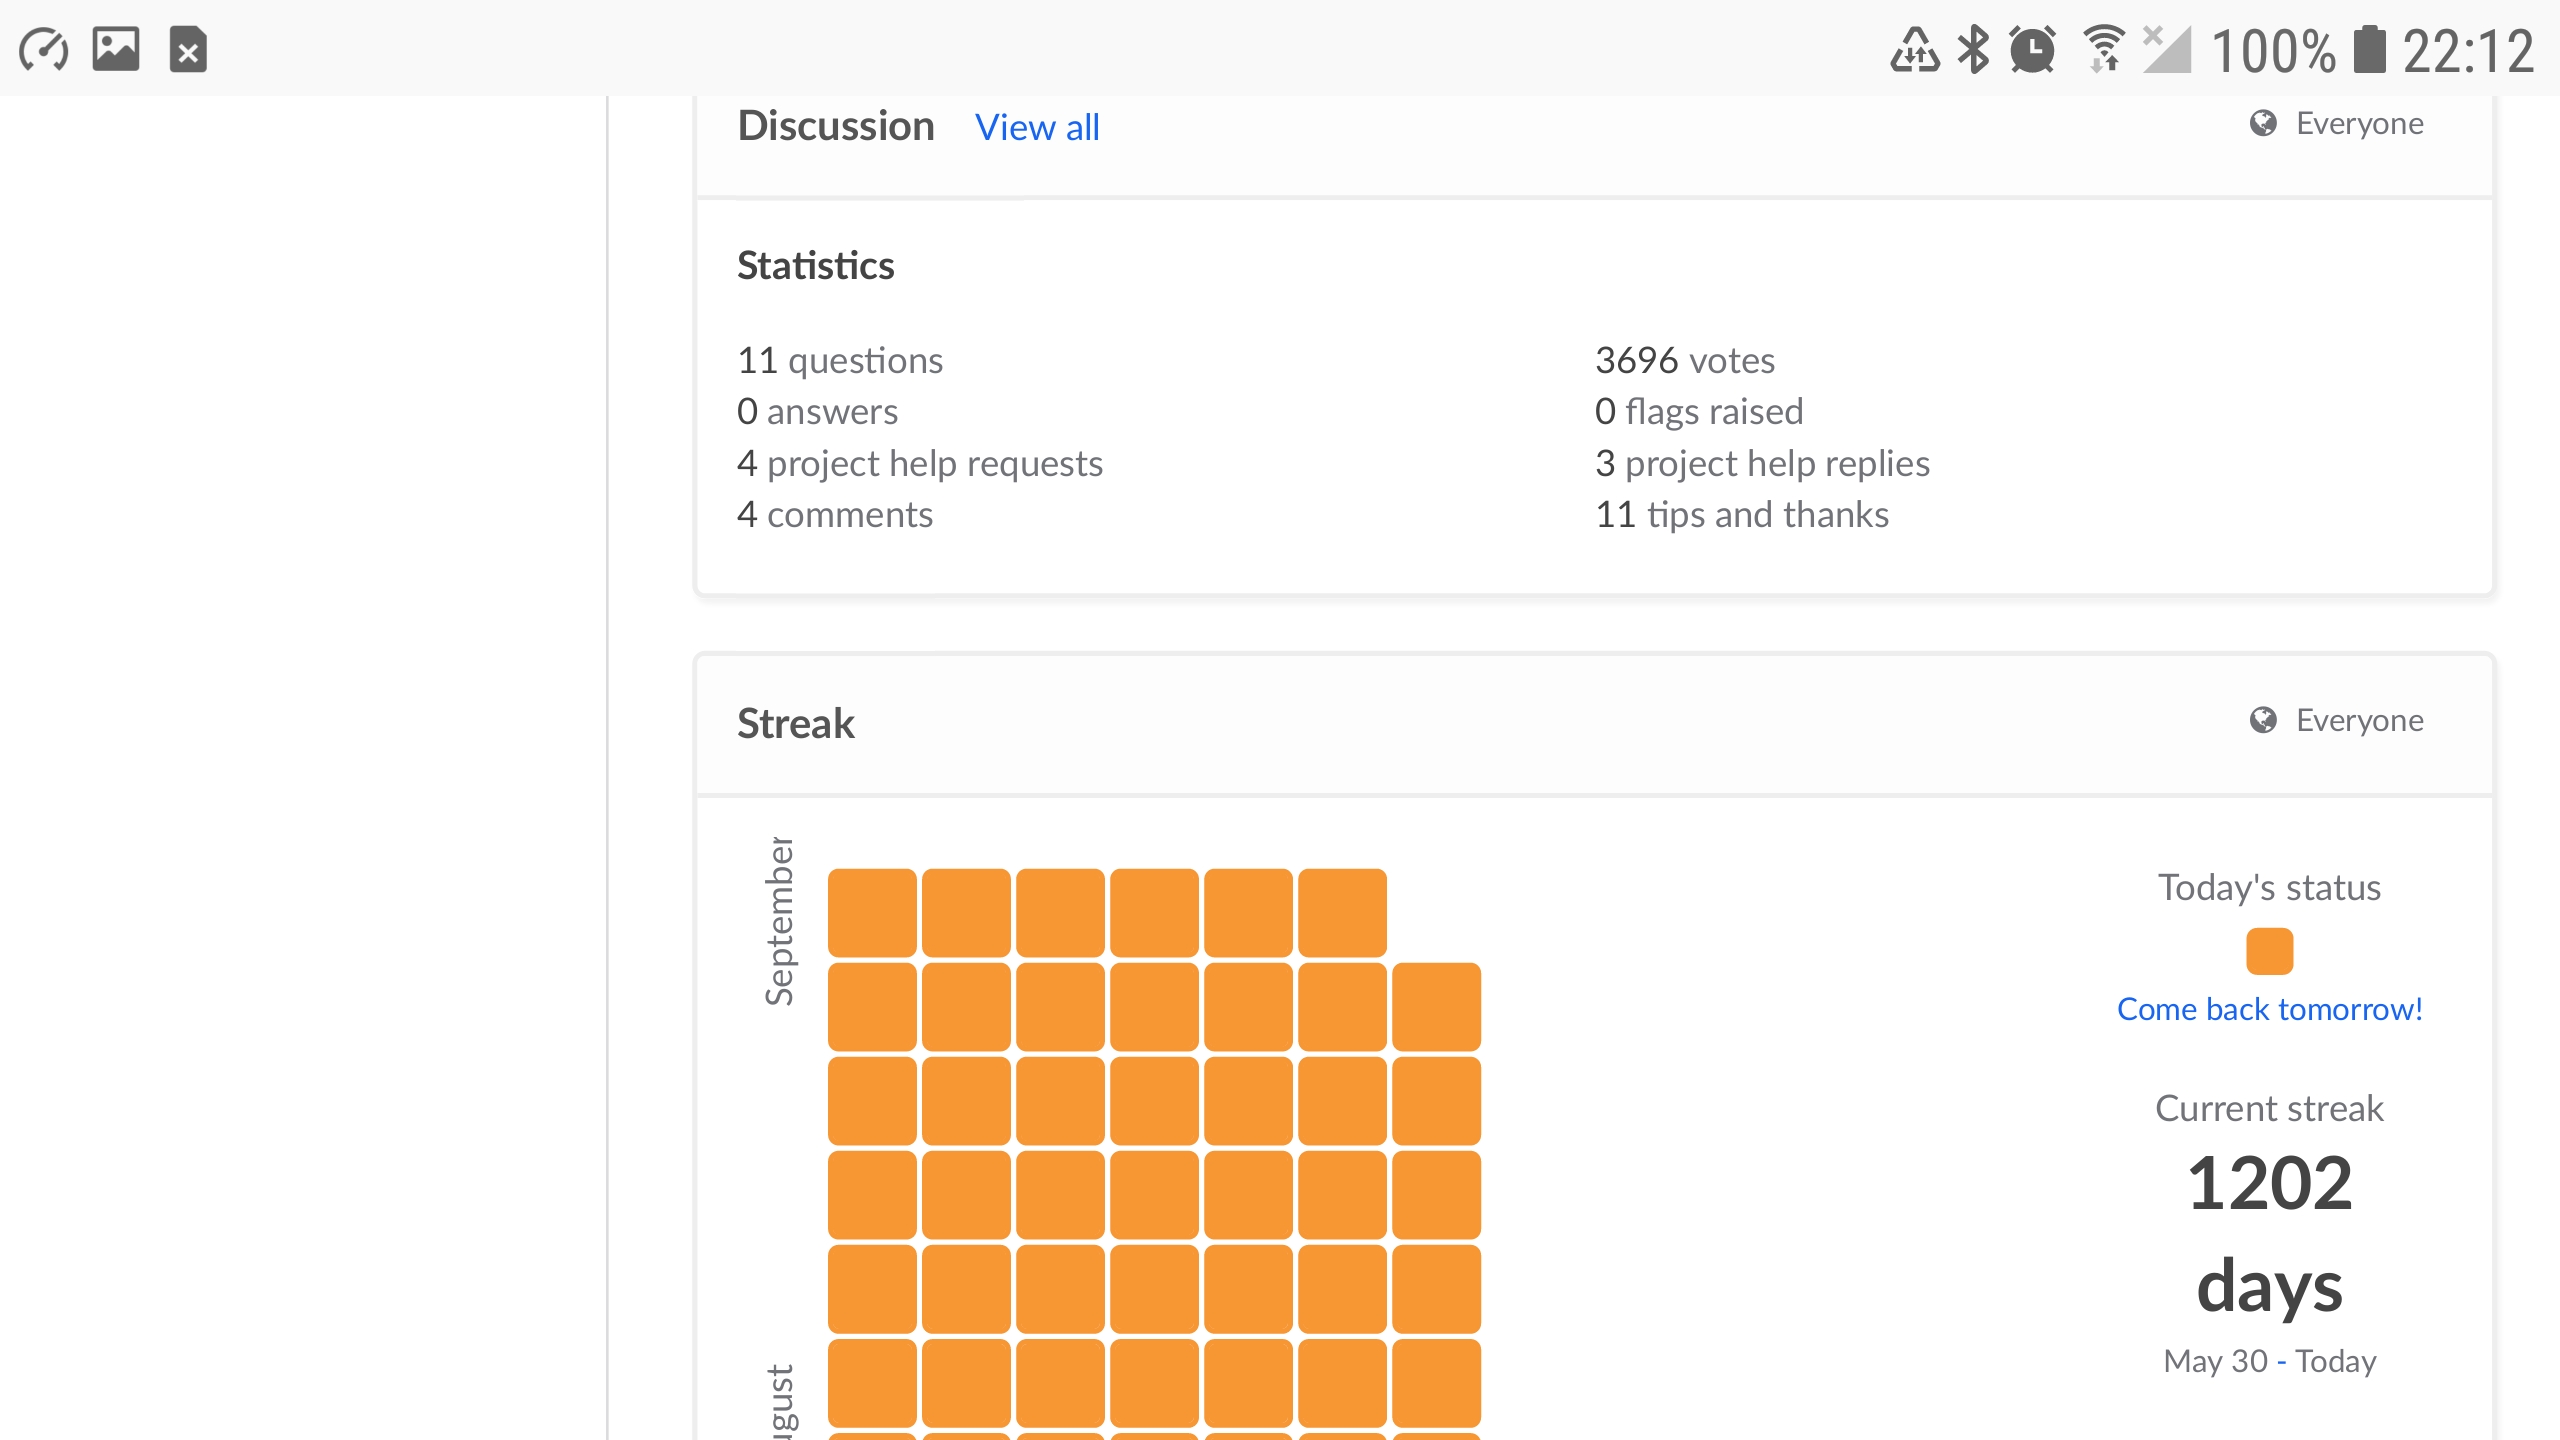 100% 22:12
Discussion View all Everyone
Statistics
11 questions
0 answers
4 project help requests
4 comments
3696 votes
0 flags raised
3 project help replies
11 tips and thanks
Streak Everyone
September
ugust
Today's status
Come back tomorrow!
Current streak
1202
days
May 30 - Today